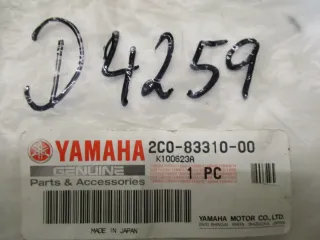 D4259
YAMAHA 2C0-83310-00
K100623A
GENUINE
Parts & Accessories
1 PC
YAMAHA MOTOR CO., LTD.
MADE IN JAPAN